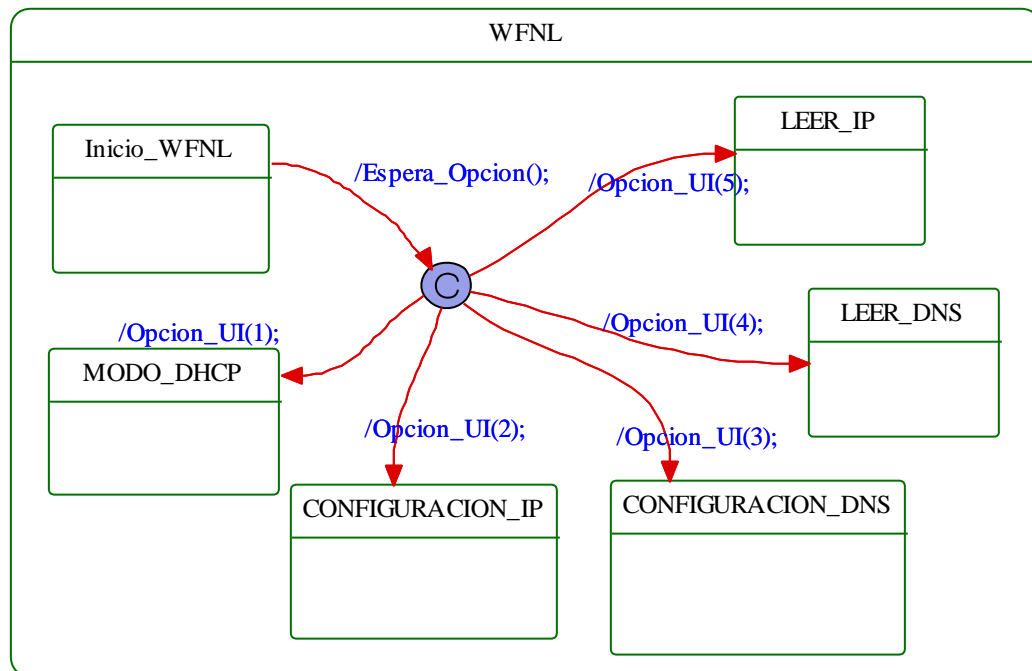 WFNL
LEER_IP
Inicio_WFNL
/Espera_Opcion();
/Opcion_UI(5);
C
/Opcion_UI(1);
/Opcion_UI(4);
LEER_DNS
MODO_DHCP
/Opcion_UI(2);
/Opcion_UI(3);
CONFIGURACION_IP
CONFIGURACION_DNS